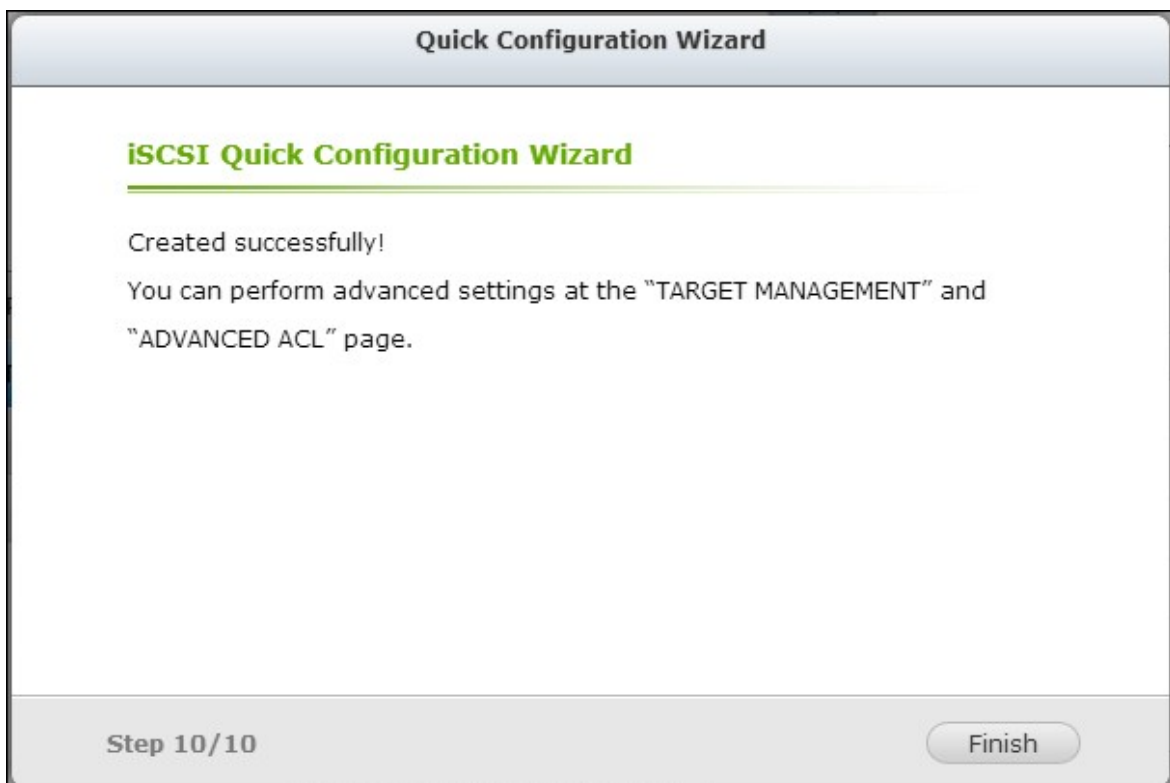 Quick Configuration Wizard
iSCSI Quick Configuration Wizard
Created successfully!
You can perform advanced settings at the “TARGET MANAGEMENT” and
“ADVANCED ACL” page.
Step 10/10
Finish